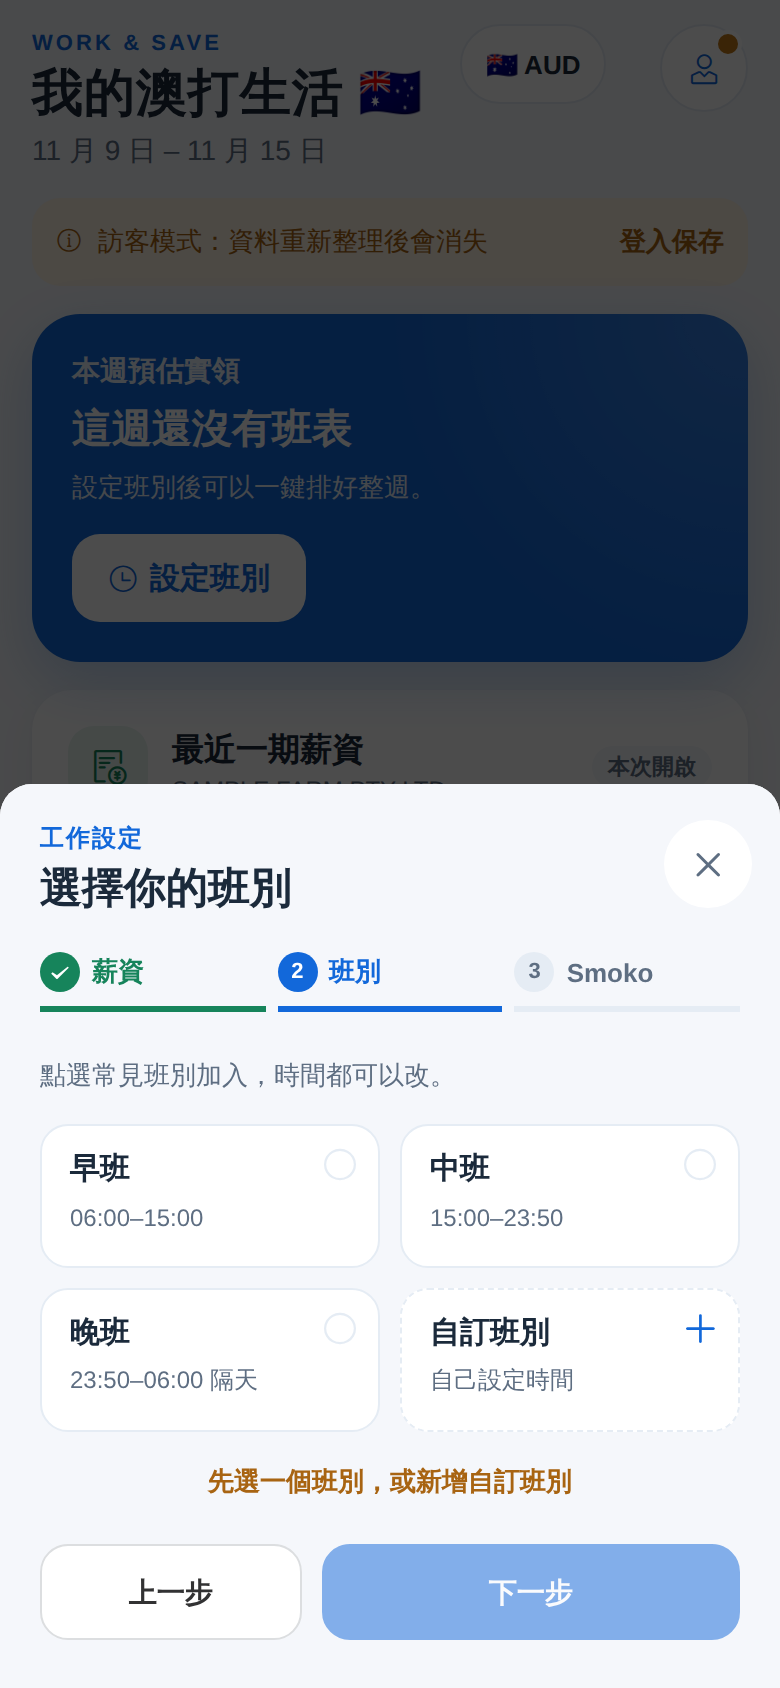 WORK & SAVE
我的澳打生活 🇦🇺
🇦🇺 AUD
11 月 9 日 – 11 月 15 日
訪客模式：資料重新整理後會消失
登入保存
本週預估實領
這週還沒有班表
設定班別後可以一鍵排好整週。
設定班別
最近一期薪資
本次開啟
工作設定
選擇你的班別
薪資
2 班別
3 Smoko
點選常見班別加入，時間都可以改。
早班
06:00–15:00
中班
15:00–23:50
晚班
23:50–06:00 隔天
自訂班別
自己設定時間
先選一個班別，或新增自訂班別
上一步
下一步